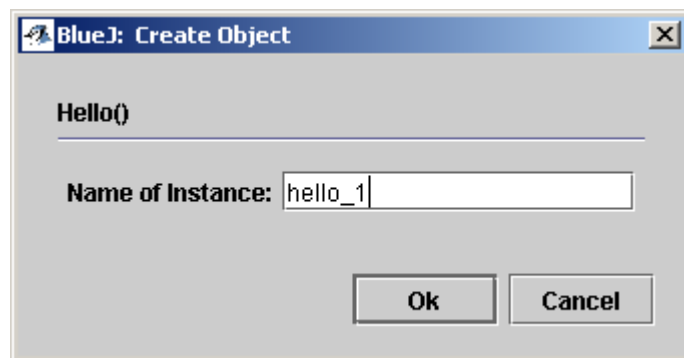 BlueJ: Create Object
Hello()
Name of Instance: hello_1
Ok Cancel